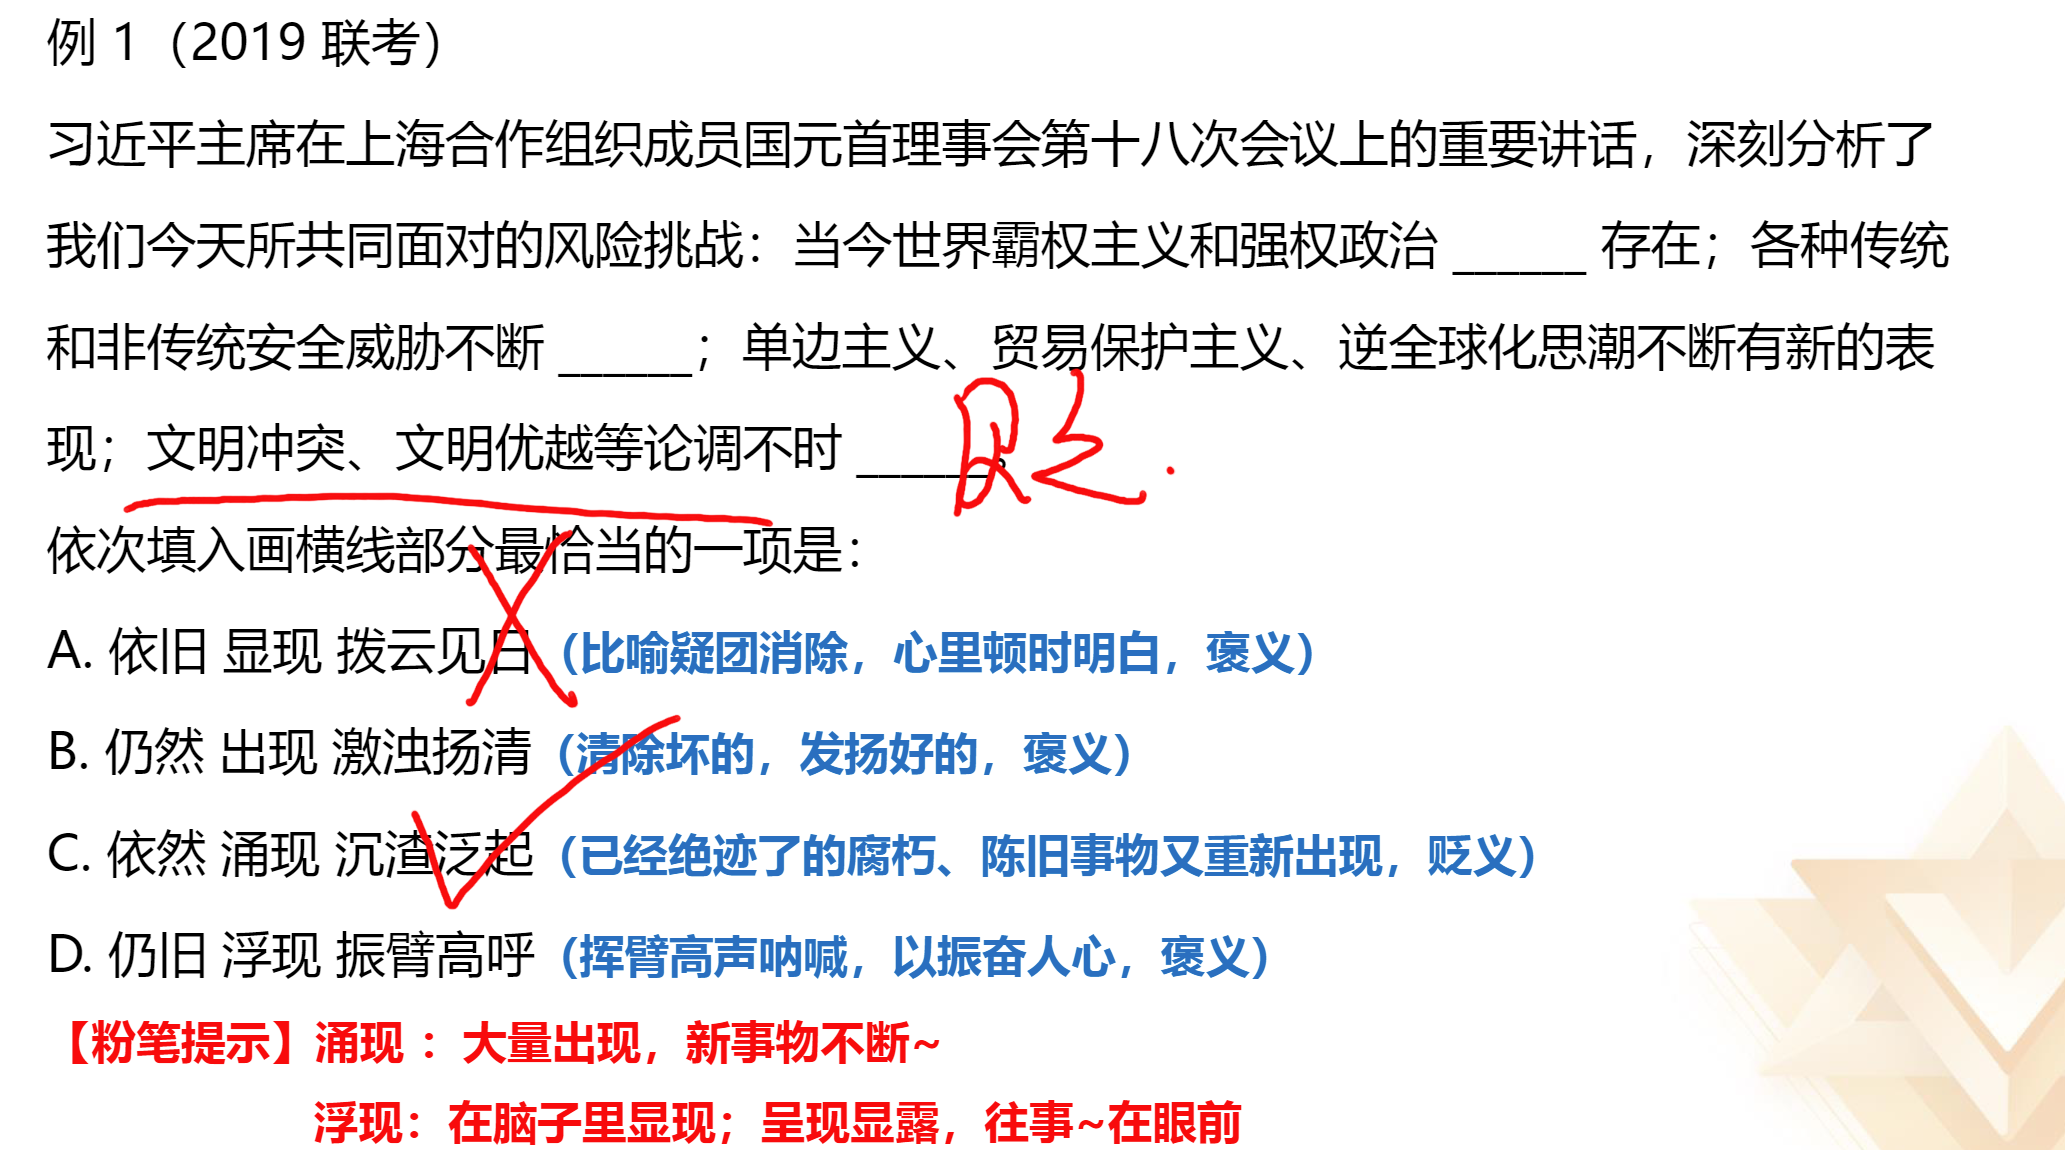 例 1（2019 联考）
习近平主席在上海合作组织成员国元首理事会第十八次会议上的重要讲话，深刻分析了
我们今天所共同面对的风险挑战：当今世界霸权主义和强权政治 ______ 存在；各种传统
和非传统安全威胁不断 ______；单边主义、贸易保护主义、逆全球化思潮不断有新的表
现；文明冲突、文明优越等论调不时 ______。
依次填入画横线部分最恰当的一项是：
A. 依旧 显现 拨云见日（比喻疑团消除，心里顿时明白，褒义）
B. 仍然 出现 激浊扬清（清除坏的，发扬好的，褒义）
C. 依然 涌现 沉渣泛起（已经绝迹了的腐朽、陈旧事物又重新出现，贬义）
D. 仍旧 浮现 振臂高呼（挥臂高声呐喊，以振奋人心，褒义）
【粉笔提示】涌现 ：大量出现，新事物不断~
浮现：在脑子里显现；呈现显露，往事~在眼前